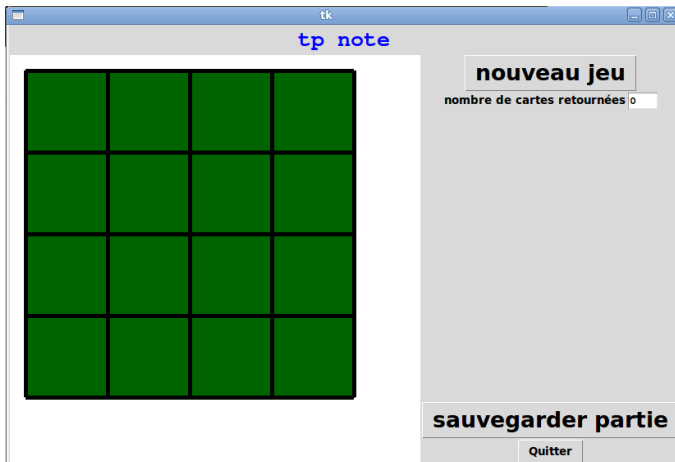 tk
tp note
nouveau jeu
nombre de cartes retournées 0
sauvegarder partie
Quitter